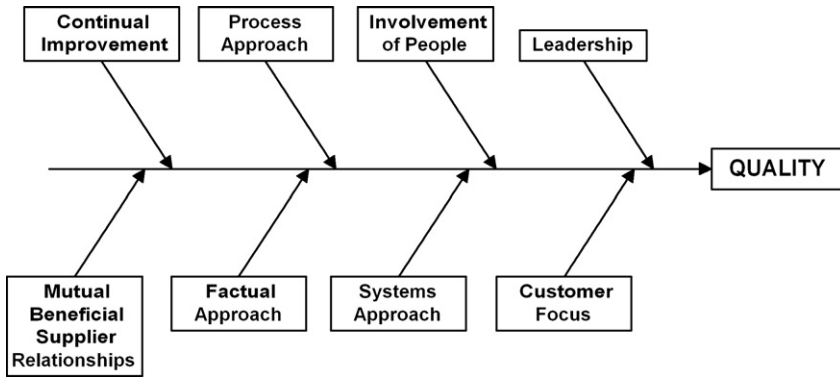 Continual
Improvement
Process
Approach
Involvement
of People
Leadership
QUALITY
Mutual
Beneficial
Supplier
Relationships
Factual
Approach
Systems
Approach
Customer
Focus